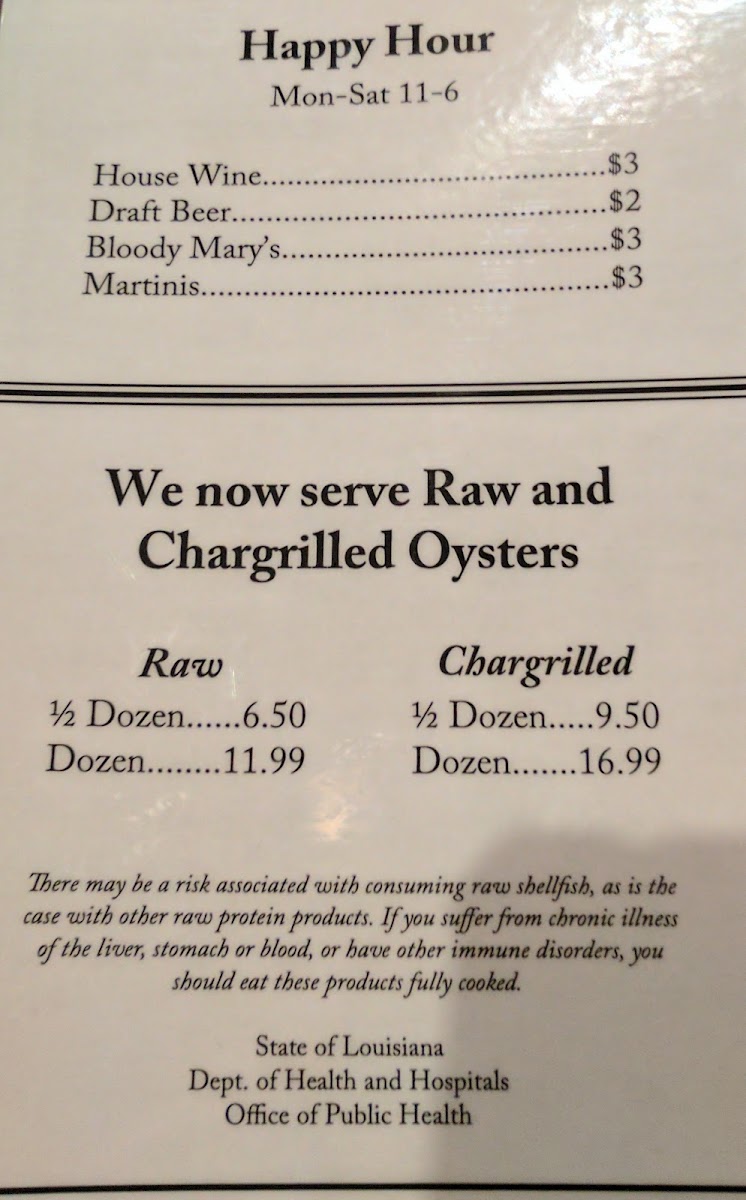 Happy Hour
Mon-Sat 11-6
House Wine..........................................$3
Draft Beer..............................................$2
Bloody Mary's........................................$3
Martinis..................................................$3
We now serve Raw and
Chargrilled Oysters
Raw
½ Dozen......6.50
Dozen........11.99
Chargrilled
½ Dozen.....9.50
Dozen.......16.99
There may be a risk associated with consuming raw shellfish, as is the
case with other raw protein products. If you suffer from chronic illness
of the liver, stomach or blood, or have other immune disorders, you
should eat these products fully cooked.
State of Louisiana
Dept. of Health and Hospitals
Office of Public Health